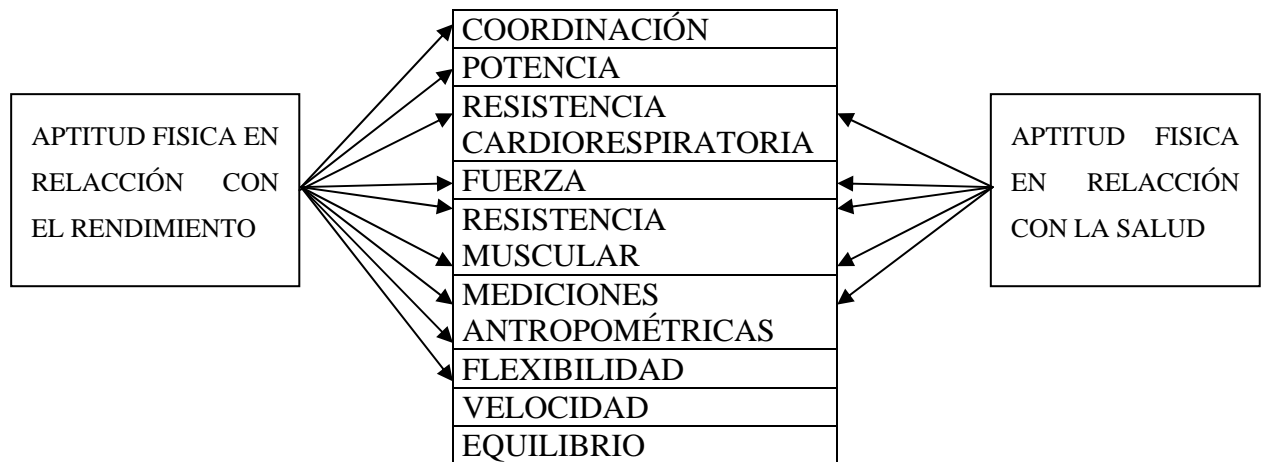 APTITUD FISICA EN
RELACCIÓN CON
EL RENDIMIENTO
COORDINACIÓN
POTENCIA
RESISTENCIA
CARDIORESPIRATORIA
FUERZA
RESISTENCIA
MUSCULAR
MEDICIONES
ANTROPOMÉTRICAS
FLEXIBILIDAD
VELOCIDAD
EQUILIBRIO
APTITUD FISICA
EN RELACCIÓN
CON LA SALUD